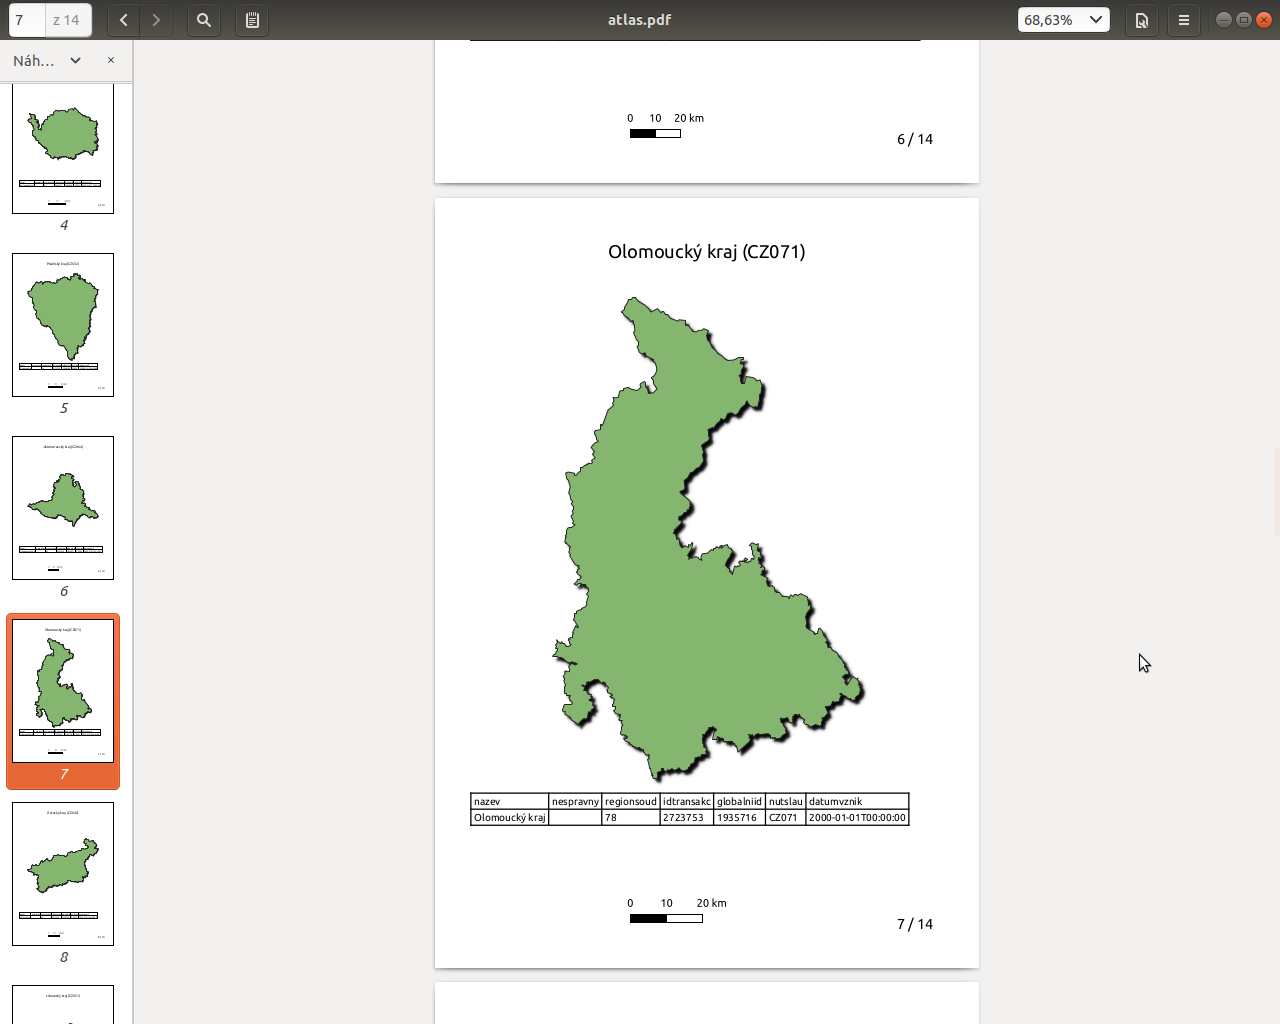 7 z 14
atlas.pdf
68,63%
Náh…
4
5
6
7
8
0 10 20 km
6 / 14
Olomoucký kraj (CZ071)
nazev nespravny regionsoud idtransakc globalniid nutslau datumvznik
Olomoucký kraj 78 2723753 1935716 CZ071 2000-01-01T00:00:00
0 10 20 km
7 / 14